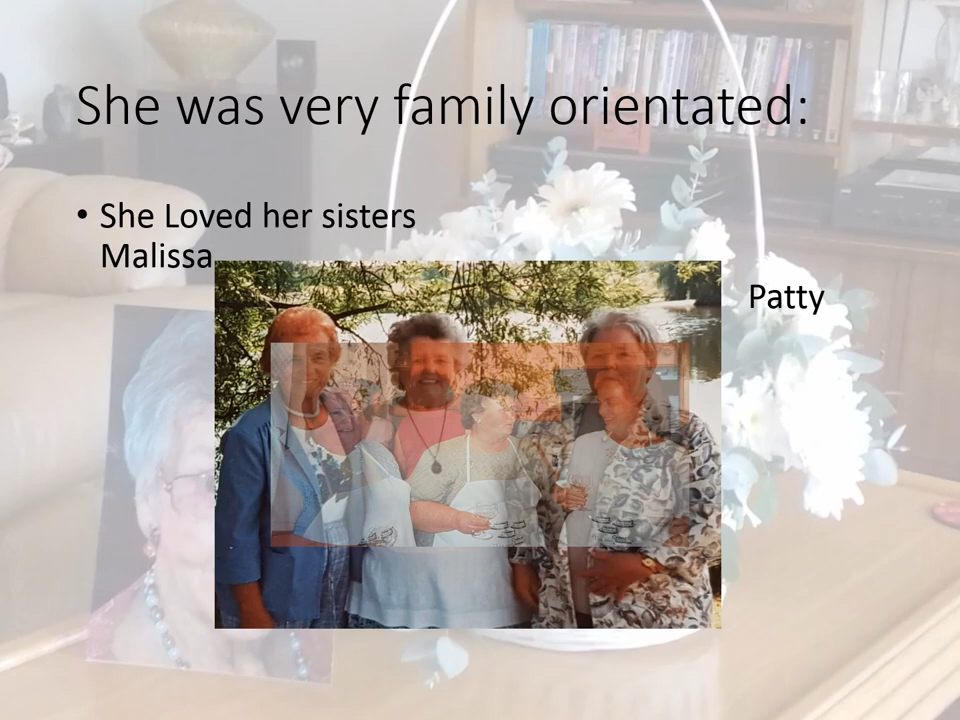 She was very family orientated:
• She Loved her sisters
Malissa
Patty